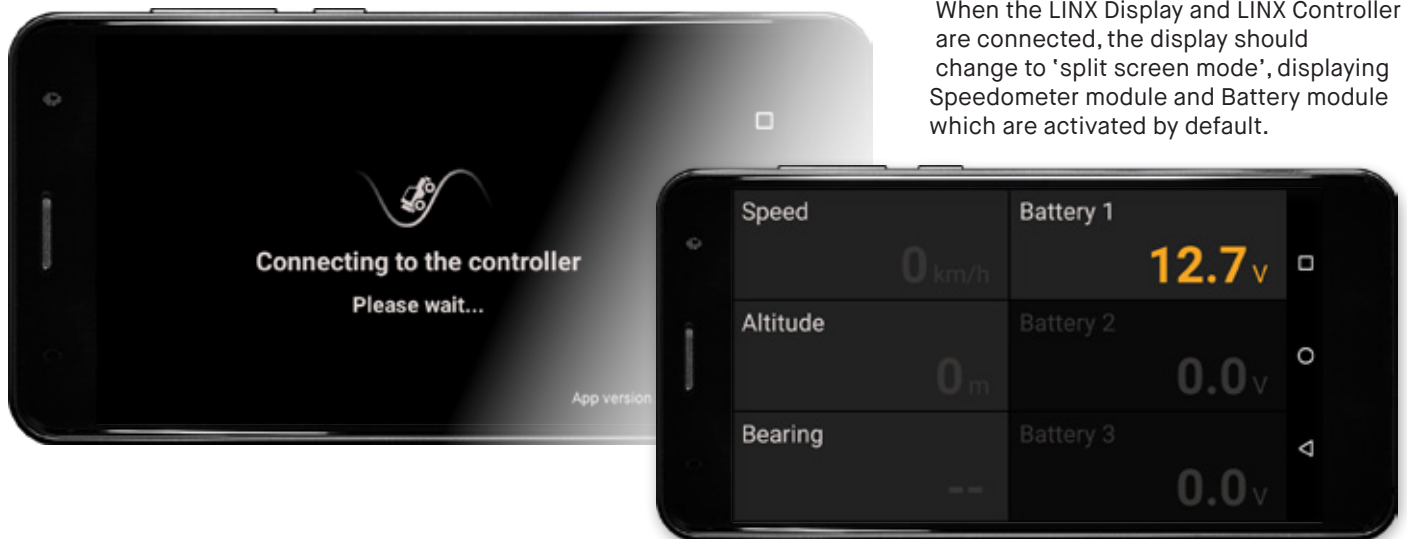 When the LINX Display and LINX Controller
are connected, the display should
change to ‘split screen mode’, displaying
Speedometer module and Battery module
which are activated by default.
Connecting to the controller
Please wait...
App version
Speed
0 km/h
Battery 1
12.7 V
Altitude
0 m
Battery 2
0.0 V
Bearing
--
Battery 3
0.0 V